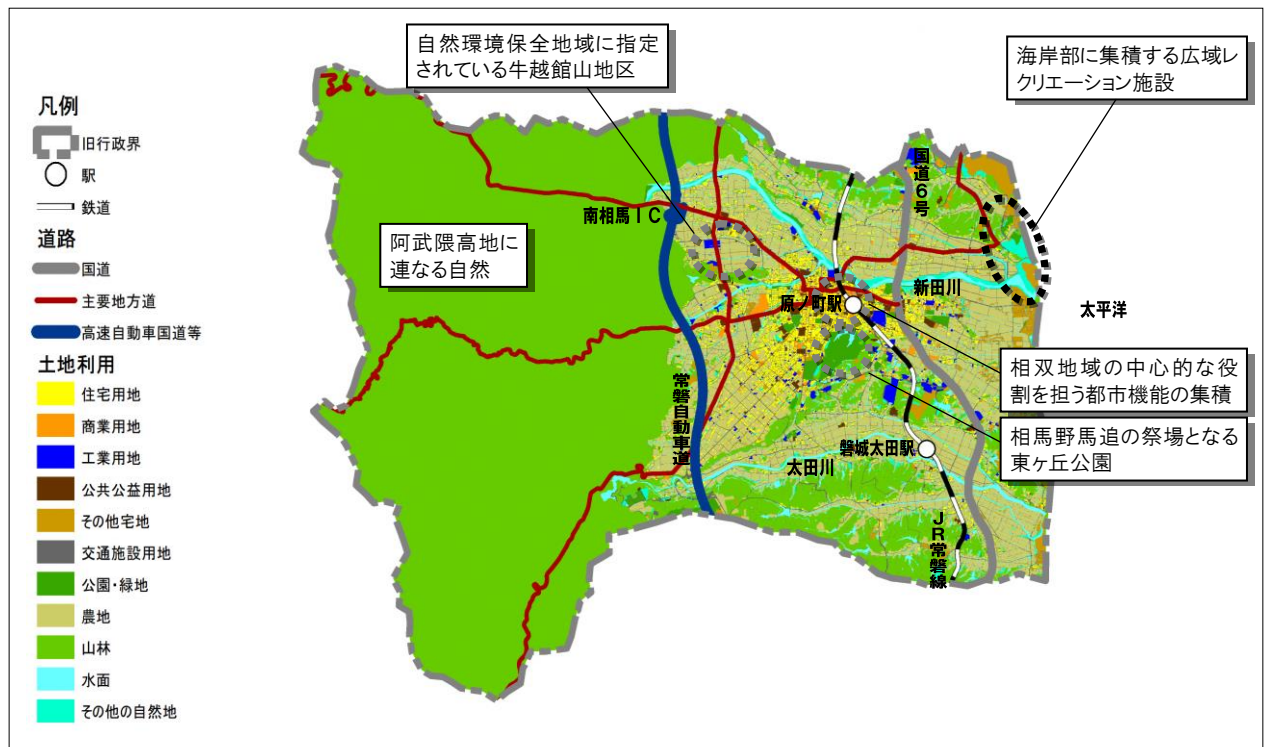 自然環境保全地域に指定
されている牛越館山地区
海岸部に集積する広域レ
クリエーション施設
凡例
旧行政界
駅
鉄道
道路
国道
主要地方道
高速自動車国道等
土地利用
住宅用地
商業用地
工業用地
公共公益用地
その他宅地
交通施設用地
公園・緑地
農地
山林
水面
その他の自然地
国道6号
南相馬IC
阿武隈高地に
連なる自然
新田川
原ノ町駅
太平洋
相双地域の中心的な役
割を担う都市機能の集積
常磐自動車道
相馬野馬追の祭場となる
東ヶ丘公園
磐城太田駅
太田川
JR常磐線